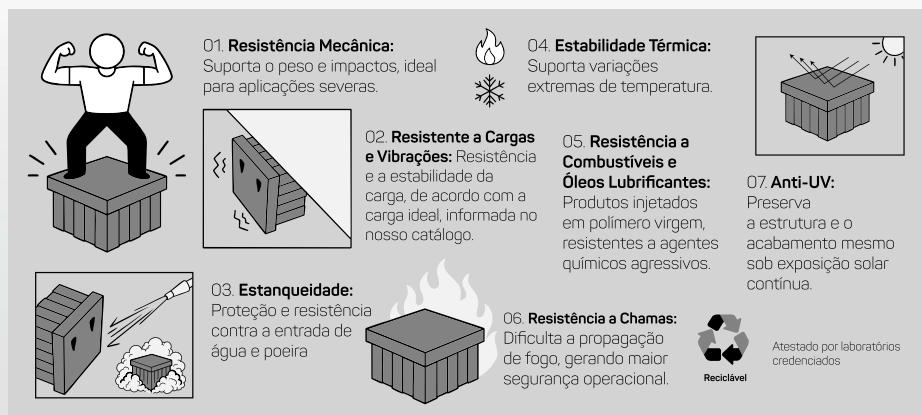 01. Resistência Mecânica:
Suporta o peso e impactos, ideal
para aplicações severas.
02. Resistente a Cargas
e Vibrações: Resistência
e a estabilidade da
carga, de acordo com a
carga ideal, informada no
nosso catálogo.
03. Estanqueidade:
Proteção e resistência
contra a entrada de
água e poeira
04. Estabilidade Térmica:
Suporta variações
extremas de temperatura.
05. Resistência a
Combustíveis e
Óleos Lubrificantes:
Produtos injetados
em polímero virgem,
resistentes a agentes
químicos agressivos.
06. Resistência a Chamas:
Dificulta a propagação
de fogo, gerando maior
segurança operacional.
07. Anti-UV:
Preserva
a estrutura e o
acabamento mesmo
sob exposição solar
contínua.
Reciclável
Atestado por laboratórios
credenciados